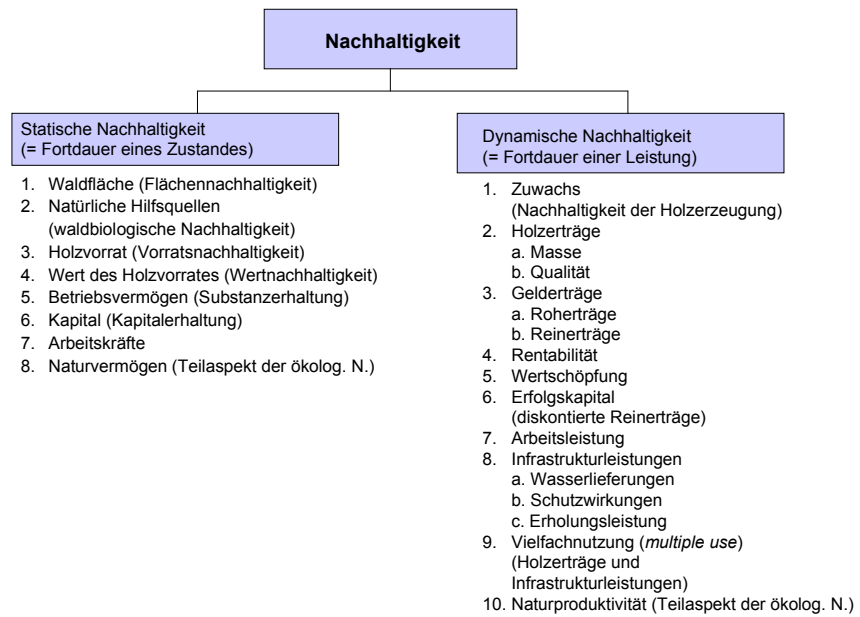 Nachhaltigkeit
Statische Nachhaltigkeit
(= Fortdauer eines Zustandes)
1. Waldfläche (Flächennachhaltigkeit)
2. Natürliche Hilfsquellen
(waldbiologische Nachhaltigkeit)
3. Holzvorrat (Vorratsnachhaltigkeit)
4. Wert des Holzvorrates (Wertnachhaltigkeit)
5. Betriebsvermögen (Substanzerhaltung)
6. Kapital (Kapitalerhaltung)
7. Arbeitskräfte
8. Naturvermögen (Teilaspekt der ökolog. N.)
Dynamische Nachhaltigkeit
(= Fortdauer einer Leistung)
1. Zuwachs
(Nachhaltigkeit der Holzerzeugung)
2. Holzerträge
a. Masse
b. Qualität
3. Gelderträge
a. Roherträge
b. Reinerträge
4. Rentabilität
5. Wertschöpfung
6. Erfolgskapital
(diskontierte Reinerträge)
7. Arbeitsleistung
8. Infrastrukturleistungen
a. Wasserlieferungen
b. Schutzwirkungen
c. Erholungsleistung
9. Vielfachnutzung (multiple use)
(Holzerträge und
Infrastrukturleistungen)
10. Naturproduktivität (Teilaspekt der ökolog. N.)